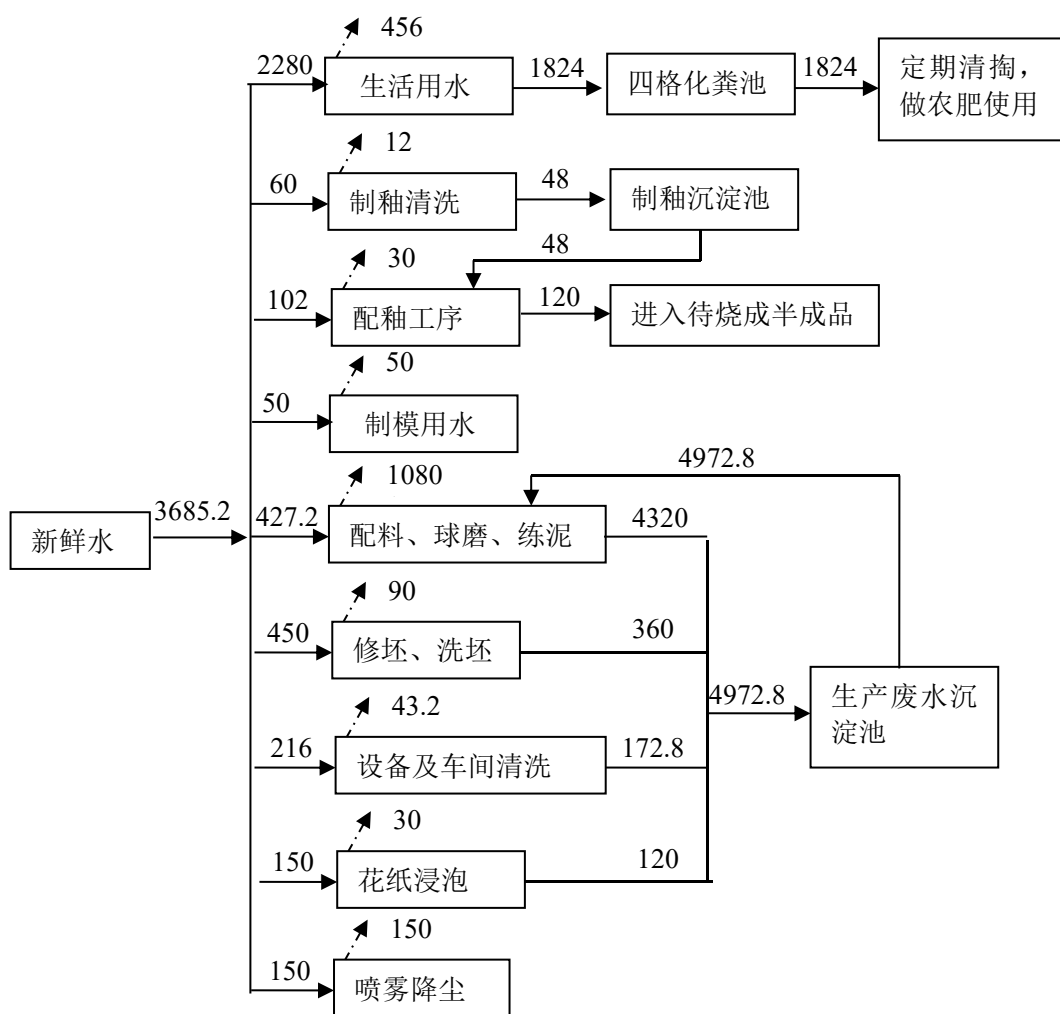 456
2280
生活用水
1824
四格化粪池
1824
定期清掏，
做农肥使用
12
60
制釉清洗
48
制釉沉淀池
48
30
102
配釉工序
120
进入待烧成半成品
50
50
制模用水
1080
4972.8
新鲜水
3685.2
427.2
配料、球磨、练泥
4320
90
450
修坯、洗坯
360
43.2
216
设备及车间清洗
172.8
4972.8
生产废水沉
淀池
30
150
花纸浸泡
120
150
150
喷雾降尘